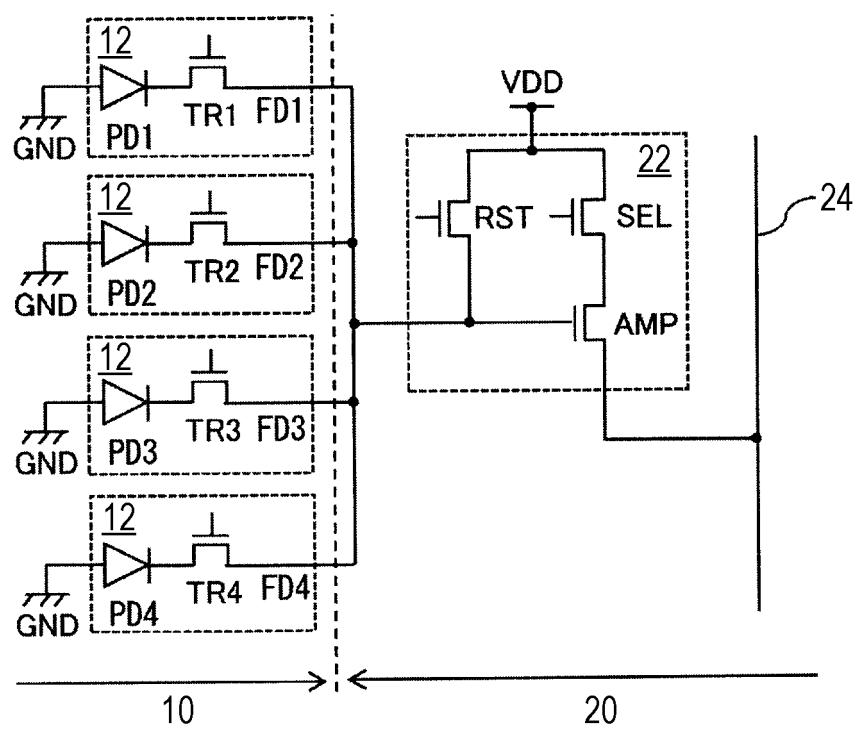 12
GND
PD1
TR1
FD1
12
GND
PD2
TR2
FD2
12
GND
PD3
TR3
FD3
12
GND
PD4
TR4
FD4
VDD
22
RST
SEL
AMP
24
10
20